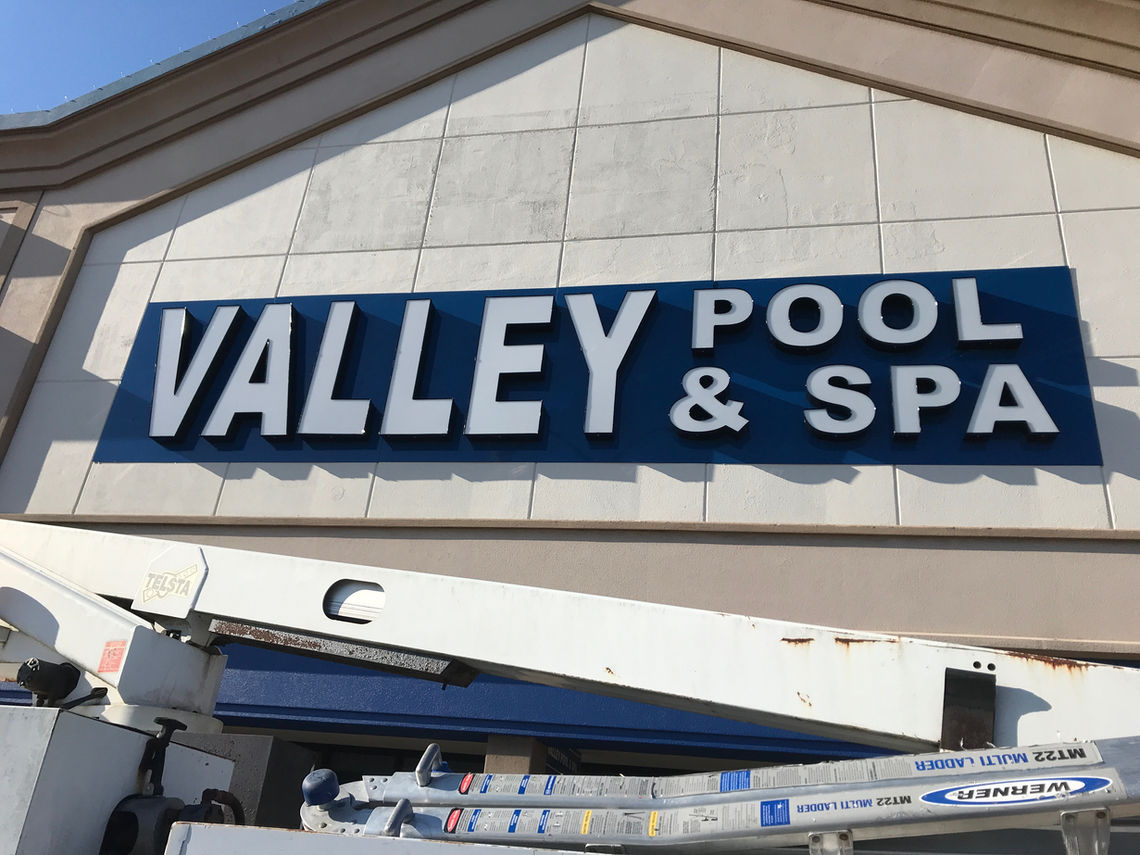 VALLEY POOL
& SPA
TELSTA
MT22 MULTI LADDER
MT22 MULTI LADDER
WERNER